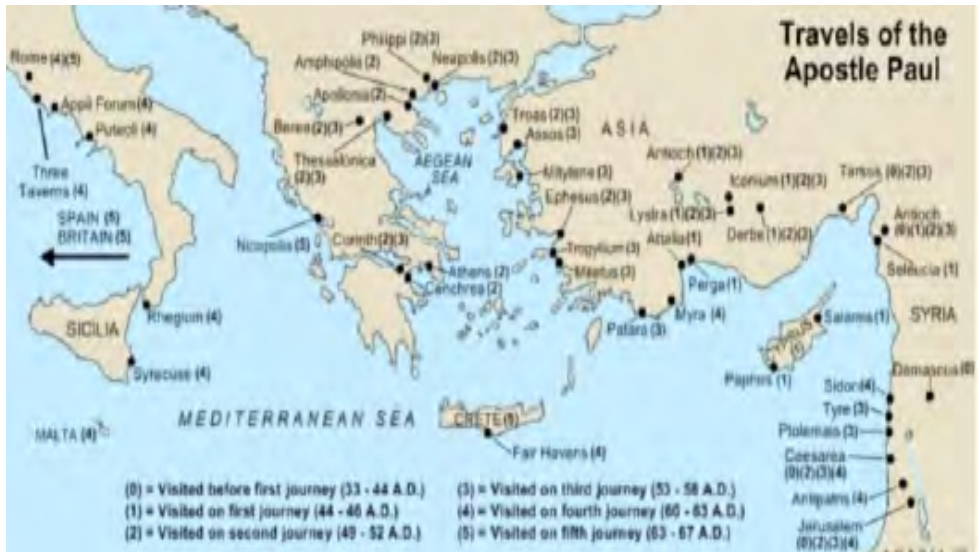 Travels of the
Apostle Paul
Philippi (2)(3)
Neapolis (2)(3)
Amphipolis (2)
Apollonia (2)
Berea (2)(3)
Thessalonica
(2)(3)
AEGEAN
SEA
Rome (4)(5)
Appii Forum (4)
Puteoli (4)
Three
Taverns (4)
SPAIN (5)
BRITAIN (5)
Troas (2)(3)
Assos (3)
ASIA
Mitylene (3)
Ephesus (2)(3)
Antioch (1)(2)(3)
Iconium (1)(2)(3)
Tarsus (0)(2)(3)
Lystra (1)(2)(3)
Derbe (1)(2)(3)
Antioch
(0)(1)(2)(3)
Seleucia (1)
Nicopolis (5)
Corinth (2)(3)
Athens (2)
Cenchrea (2)
Trogylium (3)
Miletus (3)
Attalia (1)
Perga (1)
Patara (3)
Myra (4)
Rhegium (4)
SICILIA
Syracuse (4)
MALTA (4)
MEDITERRANEAN SEA
CRETE (5)
Fair Havens (4)
CYPRUS
(1)
Salamis (1)
Paphos (1)
SYRIA
Damascus (0)
Sidon (4)
Tyre (3)
Ptolemais (3)
Caesarea
(0)(2)(3)(4)
Antipatris (4)
Jerusalem
(0)(2)(3)(4)
(0) = Visited before first journey (33 - 44 A.D.)
(1) = Visited on first journey (44 - 46 A.D.)
(2) = Visited on second journey (49 - 52 A.D.)
(3) = Visited on third journey (53 - 58 A.D.)
(4) = Visited on fourth journey (60 - 63 A.D.)
(5) = Visited on fifth journey (63 - 67 A.D.)